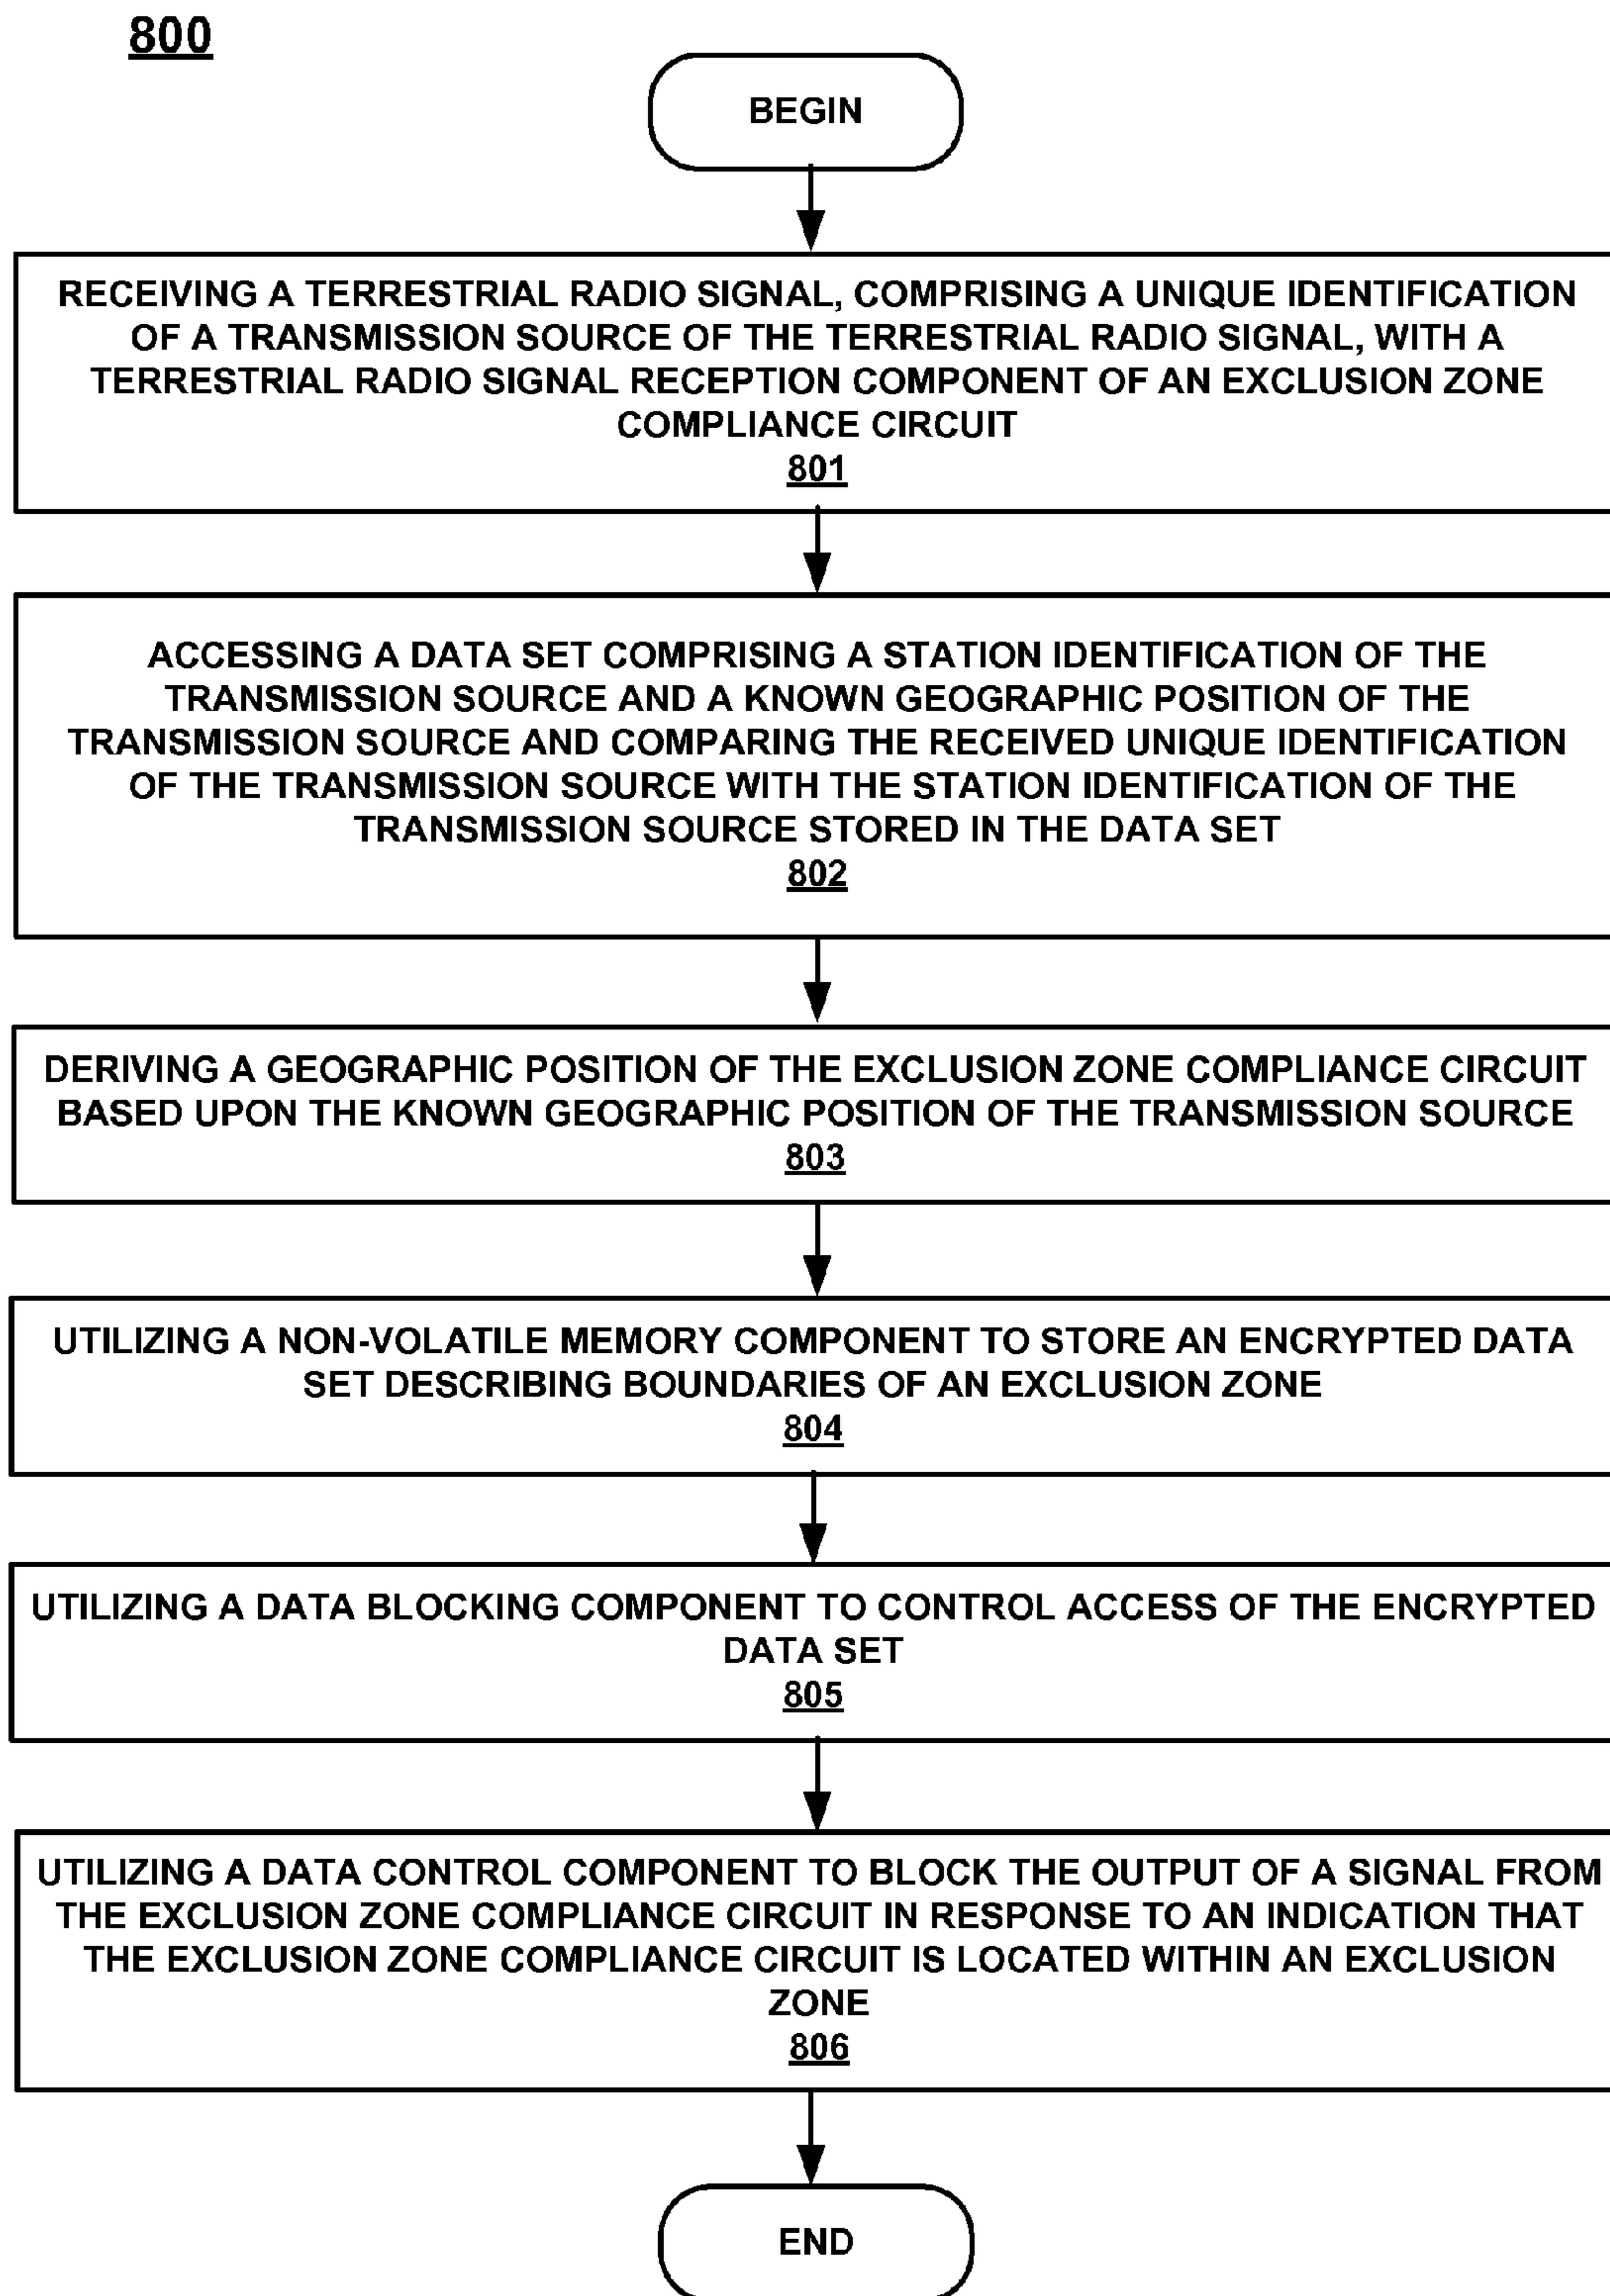 800
BEGIN
RECEIVING A TERRESTRIAL RADIO SIGNAL, COMPRISING A UNIQUE IDENTIFICATION
OF A TRANSMISSION SOURCE OF THE TERRESTRIAL RADIO SIGNAL, WITH A
TERRESTRIAL RADIO SIGNAL RECEPTION COMPONENT OF AN EXCLUSION ZONE
COMPLIANCE CIRCUIT
801
ACCESSING A DATA SET COMPRISING A STATION IDENTIFICATION OF THE
TRANSMISSION SOURCE AND A KNOWN GEOGRAPHIC POSITION OF THE
TRANSMISSION SOURCE AND COMPARING THE RECEIVED UNIQUE IDENTIFICATION
OF THE TRANSMISSION SOURCE WITH THE STATION IDENTIFICATION OF THE
TRANSMISSION SOURCE STORED IN THE DATA SET
802
DERIVING A GEOGRAPHIC POSITION OF THE EXCLUSION ZONE COMPLIANCE CIRCUIT
BASED UPON THE KNOWN GEOGRAPHIC POSITION OF THE TRANSMISSION SOURCE
803
UTILIZING A NON-VOLATILE MEMORY COMPONENT TO STORE AN ENCRYPTED DATA
SET DESCRIBING BOUNDARIES OF AN EXCLUSION ZONE
804
UTILIZING A DATA BLOCKING COMPONENT TO CONTROL ACCESS OF THE ENCRYPTED
DATA SET
805
UTILIZING A DATA CONTROL COMPONENT TO BLOCK THE OUTPUT OF A SIGNAL FROM
THE EXCLUSION ZONE COMPLIANCE CIRCUIT IN RESPONSE TO AN INDICATION THAT
THE EXCLUSION ZONE COMPLIANCE CIRCUIT IS LOCATED WITHIN AN EXCLUSION
ZONE
806
END